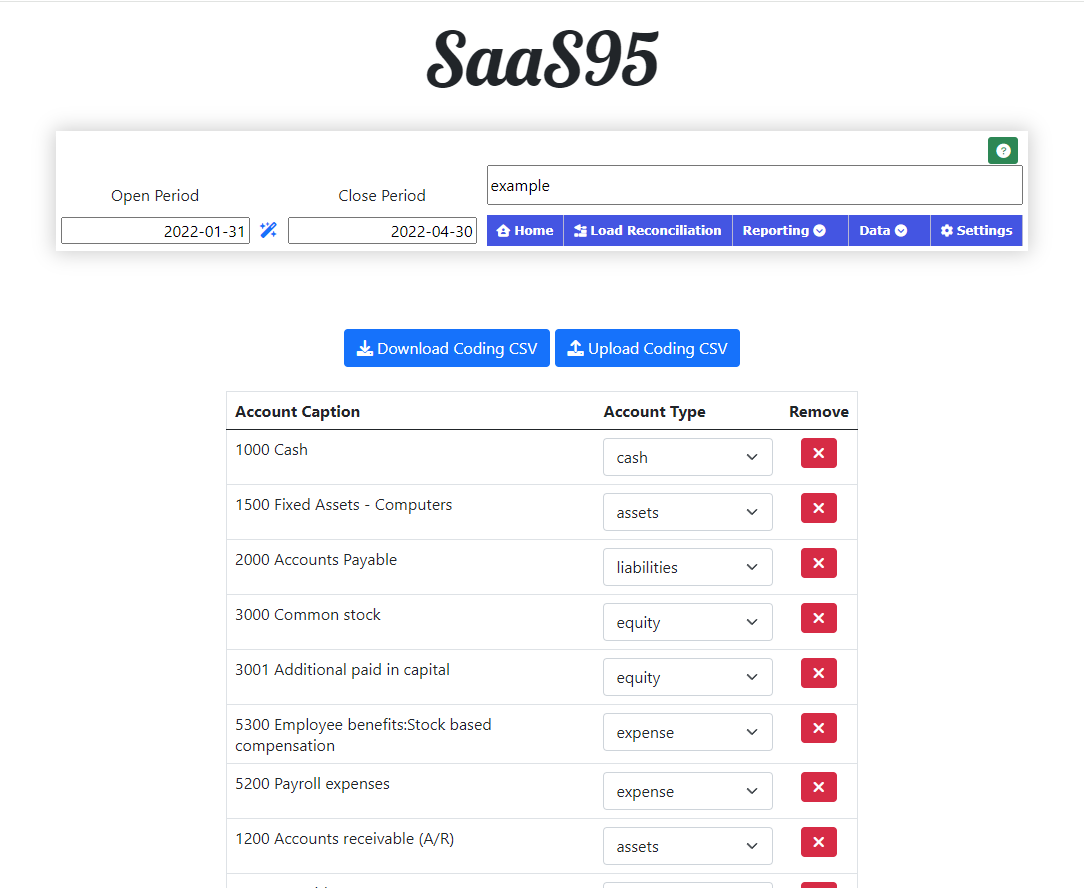 SaaS95
Open Period
Close Period
example
2022-01-31
2022-04-30
Home
Load Reconciliation
Reporting
Data
Settings
Download Coding CSV
Upload Coding CSV
Account Caption
Account Type
Remove
1000 Cash
cash
1500 Fixed Assets - Computers
assets
2000 Accounts Payable
liabilities
3000 Common stock
equity
3001 Additional paid in capital
equity
5300 Employee benefits:Stock based
compensation
expense
5200 Payroll expenses
expense
1200 Accounts receivable (A/R)
assets